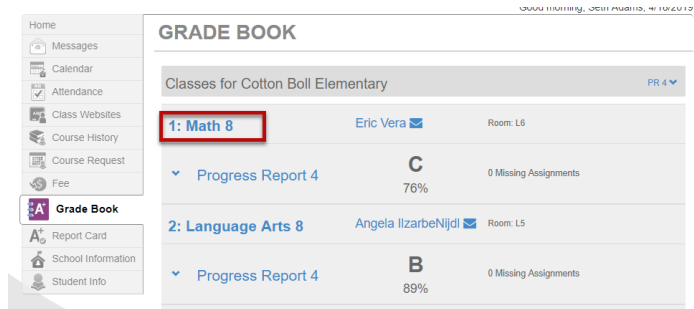 Good morning, Seth Adams, 4/16/2019
Home
Messages
Calendar
Attendance
Class Websites
Course History
Course Request
Fee
Grade Book
Report Card
School Information
Student Info
GRADE BOOK
Classes for Cotton Boll Elementary PR 4
1: Math 8 Eric Vera Room: L6
Progress Report 4 C 0 Missing Assignments
76%
2: Language Arts 8 Angela IlzarbeNijdl Room: L5
Progress Report 4 B 0 Missing Assignments
89%